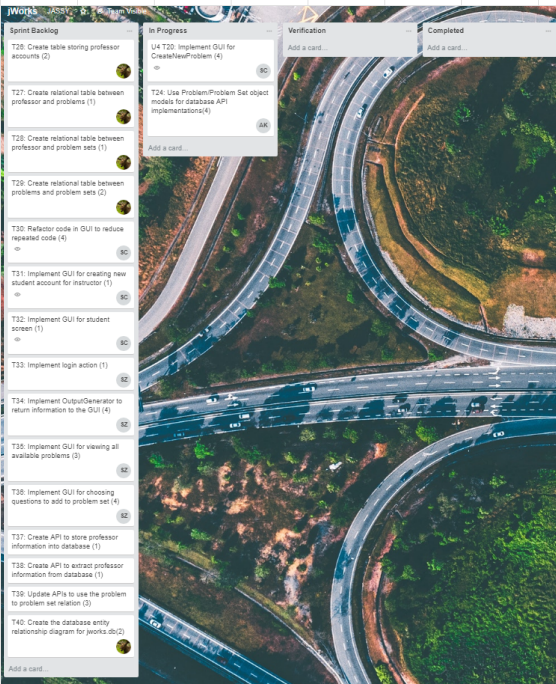 jWorks JASSY Team Visible
Sprint Backlog
T26: Create table storing professor
accounts (2)
T27: Create relational table between
professor and problems (1)
T28: Create relational table between
professor and problem sets (1)
T29: Create relational table between
problems and problem sets (2)
T30: Refactor code in GUI to reduce
repeated code (4)
SC
T31: Implement GUI for creating new
student account for instructor (1)
SC
T32: Implement GUI for student
screen (1)
SC
T33: Implement login action (1)
SZ
T34: Implement OutputGenerator to
return information to the GUI (4)
SZ
T35: Implement GUI for viewing all
available problems (3)
SZ
T36: Implement GUI for choosing
questions to add to problem set (4)
SZ
T37: Create API to store professor
information into database (1)
T38: Create API to extract professor
information from database (1)
T39: Update APIs to use the problem
to problem set relation (3)
T40: Create the database entity
relationship diagram for jworks.db(2)
Add a card...
In Progress
U4 T20: Implement GUI for
CreateNewProblem (4)
SC
T24: Use Problem/Problem Set object
models for database API
implementations(4)
AK
Add a card...
Verification
Add a card...
Completed
Add a card...